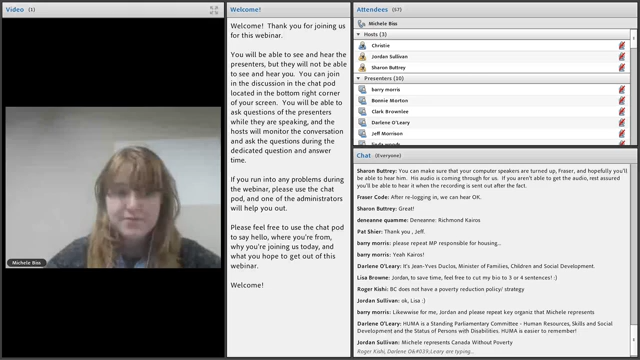 Video (1)
Michele Biss
Welcome!
Welcome!  Thank you for joining us
for this webinar.
You will be able to see and hear the
presenters, but they will not be able
to see and hear you.  You can join
in the discussion in the chat pod
located in the bottom right corner
of your screen.  You will be able to
ask questions of the presenters
while they are speaking, and the
hosts will monitor the conversation
and ask the questions during the
dedicated question and answer
time.
If you run into any problems during
the webinar, please use the chat
pod, and one of the administrators
will help you out.
Please feel free to use the chat pod
to say hello, where you're from,
why you're joining us today, and
what you hope to get out of this
webinar.
Welcome!
Attendees (57)
Michele Biss
Hosts (3)
Christie
Jordan Sullivan
Sharon Buttrey
Presenters (10)
barry morris
Bonnie Morton
Clark Brownlee
Darlene O'Leary
Jeff Morrison
Chat (Everyone)
Sharon Buttrey: You can make sure that your computer speakers are turned up, Fraser, and hopefully you'll
be able to hear him.  His audio is coming through for us.  If you aren't able to get the audio, rest assured
you'll be able to hear it when the recording is sent out after the fact.
Fraser Code: After re-logging in, we can hear OK.
Sharon Buttrey: Great!
deneanne quamme: Deneanne: Richmond Kairos
Pat Shier: Thank you , Jeff.
barry morris: please repeat MP responsible for housing...
barry morris: Yeah Kairos!
Darlene O'Leary: It's Jean-Yves Duclos, Minister of Families, Children and Social Development.
Lisa Browne: Jordan, to save time, feel free to cut my bio to 3 or 4 sentences! :)
Roger Kishi: BC does not have a poverty reduction policy/ strategy
Jordan Sullivan: ok, Lisa :)
barry morris: Likewise for me, Jordan and please repeat key organiz that Michele represents
Darlene O'Leary: HUMA is a Standing Parliamentary Committee - Human Resources, Skills and Social
Development and the Status of Persons with Disabilities. HUMA is easier to remember!
Jordan Sullivan: Michele represents Canada Without Poverty
Roger Kishi, Darlene O&#039;Leary are typing...